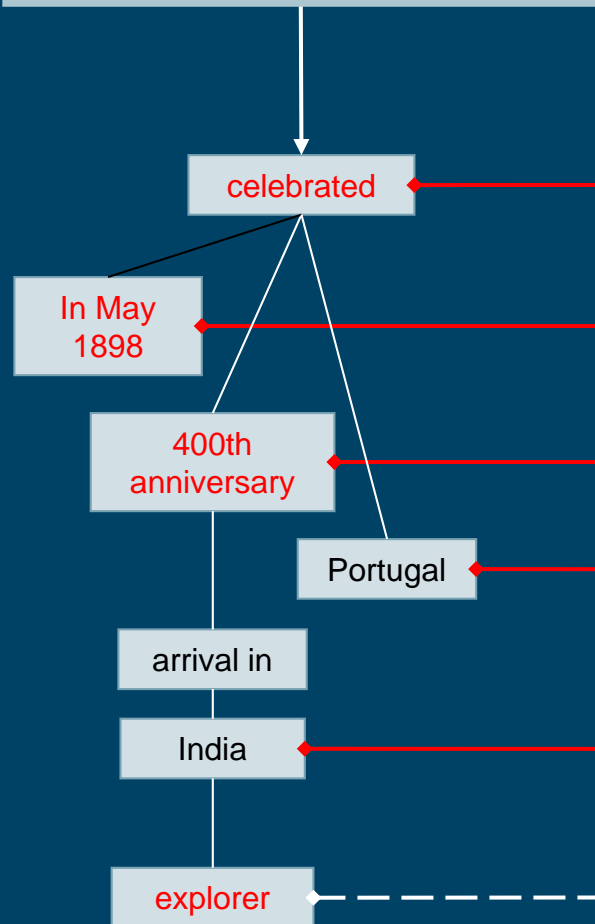 celebrated
In May
1898
400th
anniversary
Portugal
arrival in
India
explorer